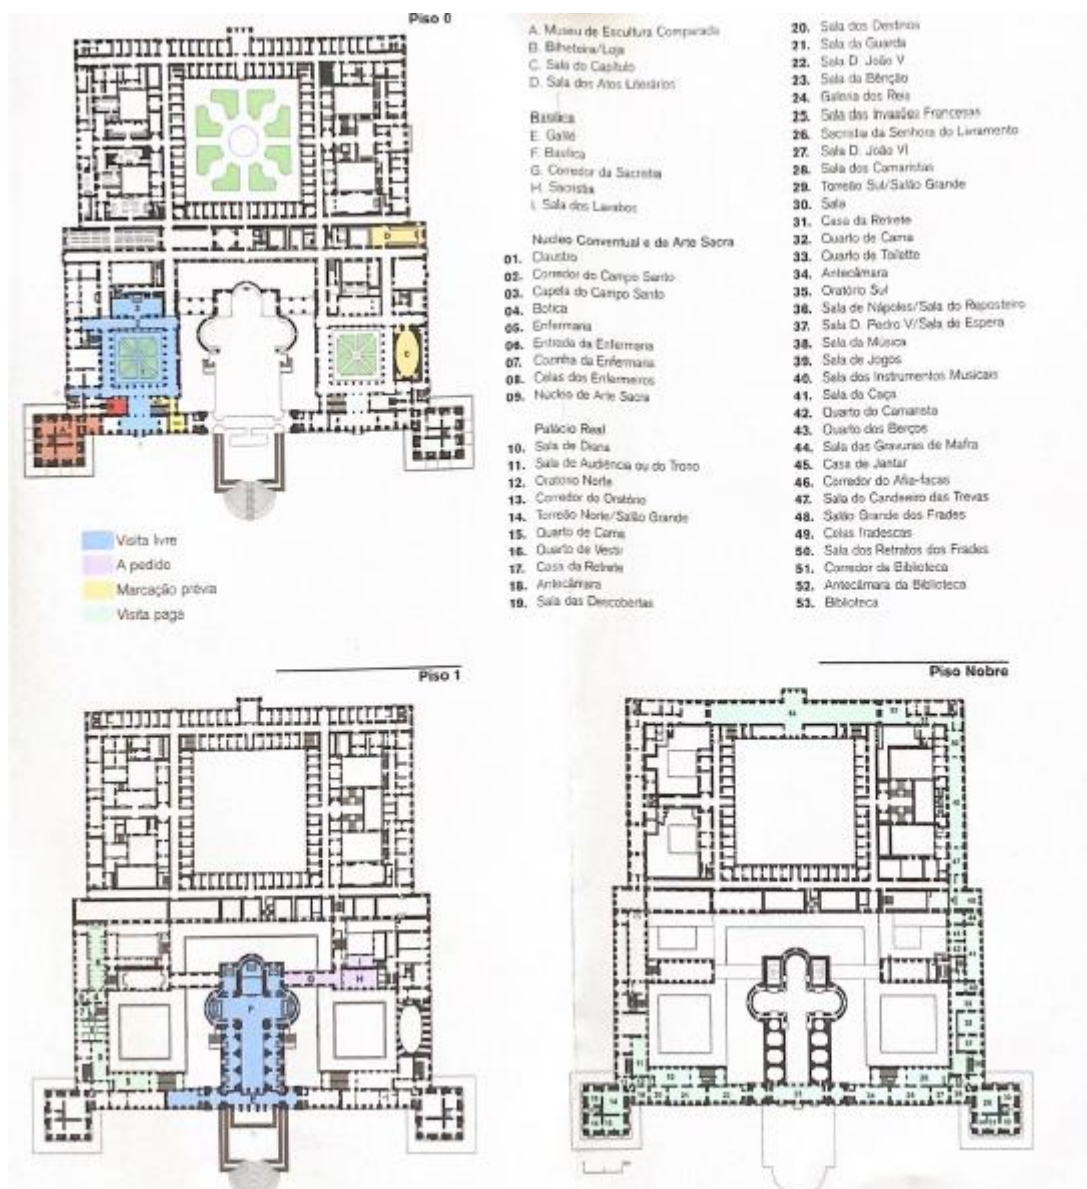 Piso 0
A. Museu de Escultura Comparada
B. Bilheteira/Loja
C. Sala do Capítulo
D. Sala dos Atos Literários
Basílica
E. Galilé
F. Basílica
G. Corredor da Sacristia
H. Sacristia
I. Sala dos Lavabos
Núcleo Conventual e de Arte Sacra
01. Claustro
02. Corredor do Campo Santo
03. Capela do Campo Santo
04. Botica
05. Enfermaria
06. Entrada da Enfermaria
07. Cozinha da Enfermaria
08. Celas dos Enfermeiros
09. Núcleo de Arte Sacra
Palácio Real
10. Sala de Diana
11. Sala de Audiência ou do Trono
12. Oratório Norte
13. Corredor do Oratório
14. Torreão Norte/Salão Grande
15. Quarto de Cama
16. Quarto de Vestir
17. Casa da Retrete
18. Antecâmara
19. Sala das Descobertas
20. Sala dos Destinos
21. Sala da Guarda
22. Sala D. João V
23. Sala da Bênção
24. Galeria dos Reis
25. Sala das Invasões Francesas
26. Sacristia da Senhora do Livramento
27. Sala D. João VI
28. Sala dos Camaristas
29. Torreão Sul/Salão Grande
30. Sala
31. Casa da Retrete
32. Quarto de Cama
33. Quarto de Toilette
34. Antecâmara
35. Oratório Sul
36. Sala de Nápoles/Sala do Reposteiro
37. Sala D. Pedro V/Sala de Espera
38. Sala da Música
39. Sala de Jogos
40. Sala dos Instrumentos Musicais
41. Sala da Caça
42. Quarto do Camarista
43. Quarto dos Berços
44. Sala das Gravuras de Mafra
45. Casa de Jantar
46. Corredor do Afia-facas
47. Sala do Candeeiro das Trevas
48. Salão Grande dos Frades
49. Celas fradescas
50. Sala dos Retratos dos Frades
51. Corredor da Biblioteca
52. Antecâmara da Biblioteca
53. Biblioteca
Visita livre
A pedido
Marcação prévia
Visita paga
Piso 1
G
H
F
Piso Nobre